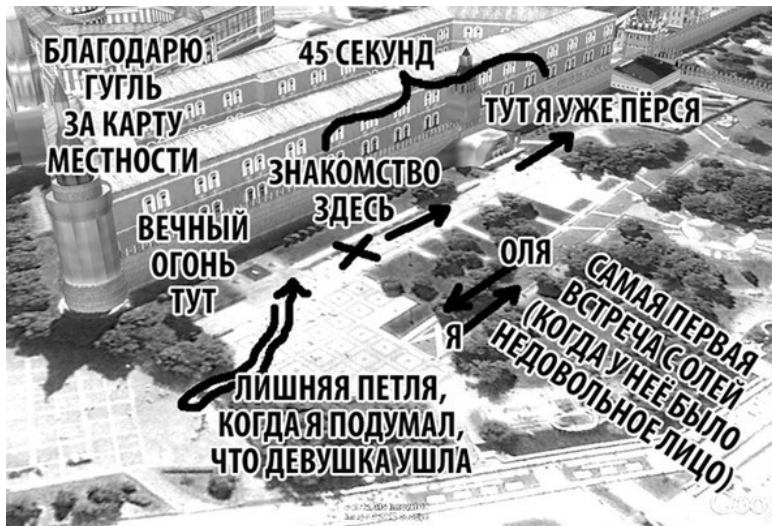 БЛАГОДАРЮ
ГУГЛЬ
ЗА КАРТУ
МЕСТНОСТИ
45 СЕКУНД
ТУТ Я УЖЕ ПЁРСЯ
ЗНАКОМСТВО
ЗДЕСЬ
ВЕЧНЫЙ
ОГОНЬ
ТУТ
ОЛЯ
Я
САМАЯ ПЕРВАЯ
ВСТРЕЧА С ОЛЕЙ
(КОГДА У НЕЁ БЫЛО
НЕДОВОЛЬНОЕ ЛИЦО)
ЛИШНЯЯ ПЕТЛЯ,
КОГДА Я ПОДУМАЛ,
ЧТО ДЕВУШКА УШЛА